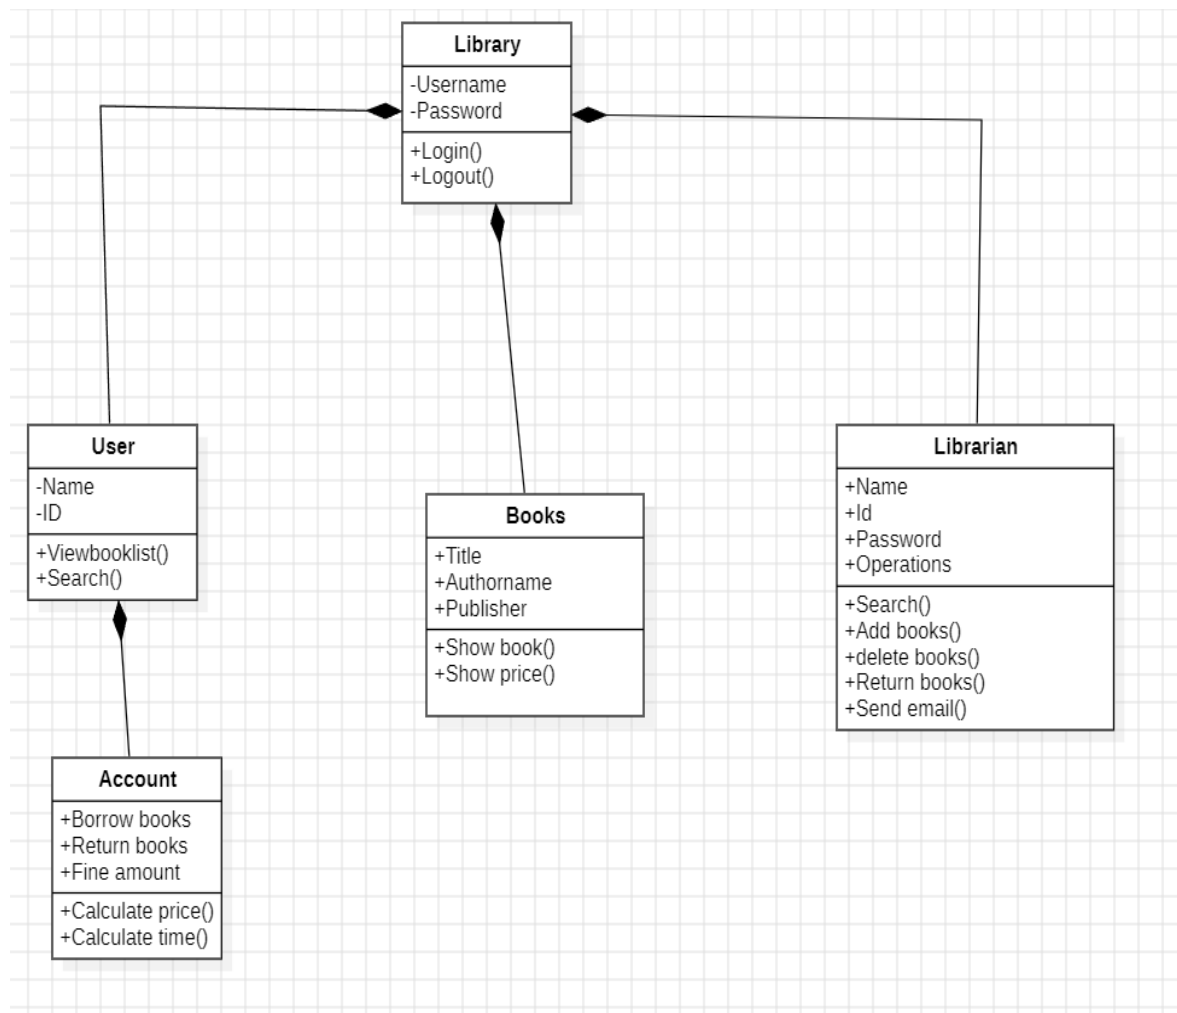 Library
-Username
-Password
+Login()
+Logout()
User
-Name
-ID
+Viewbooklist()
+Search()
Books
+Title
+Authorname
+Publisher
+Show book()
+Show price()
Librarian
+Name
+Id
+Password
+Operations
+Search()
+Add books()
+delete books()
+Return books()
+Send email()
Account
+Borrow books
+Return books
+Fine amount
+Calculate price()
+Calculate time()